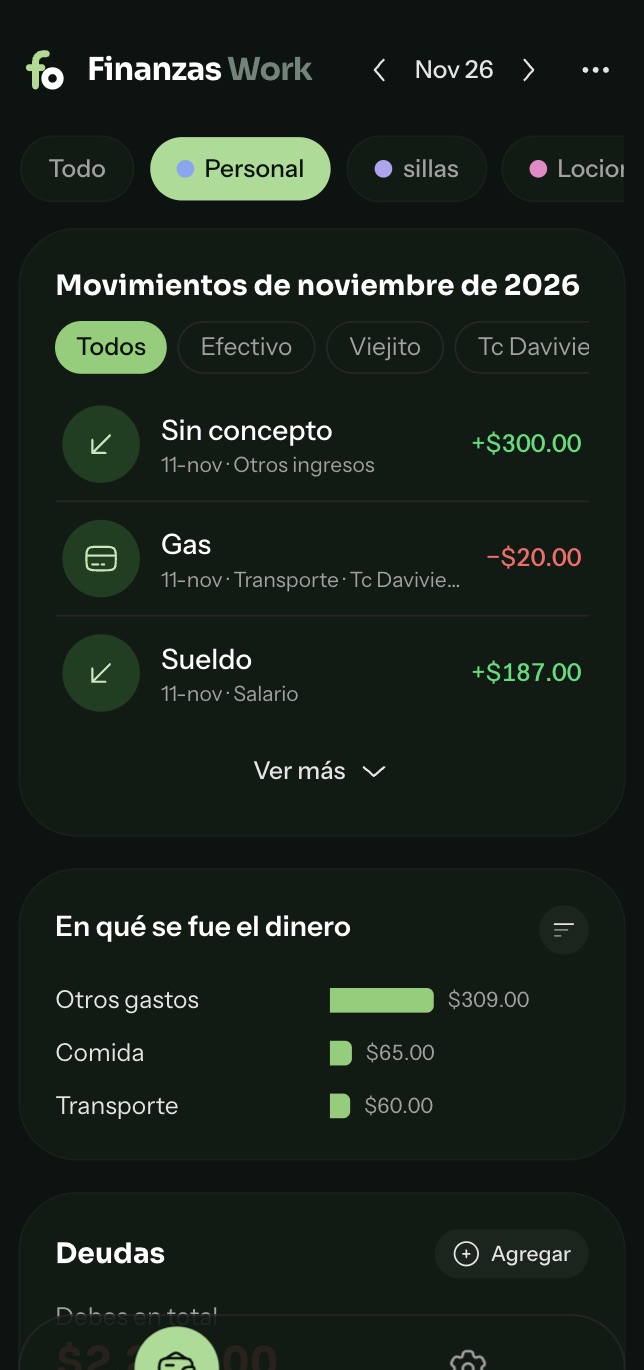 fo Finanzas Work Nov 26
Todo Personal sillas Locion
Movimientos de noviembre de 2026
Todos Efectivo Viejito Tc Davivie
Sin concepto +$300.00
11-nov · Otros ingresos
Gas −$20.00
11-nov · Transporte · Tc Davivie...
Sueldo +$187.00
11-nov · Salario
Ver más
En qué se fue el dinero
Otros gastos $309.00
Comida $65.00
Transporte $60.00
Deudas Agregar
Debes en total